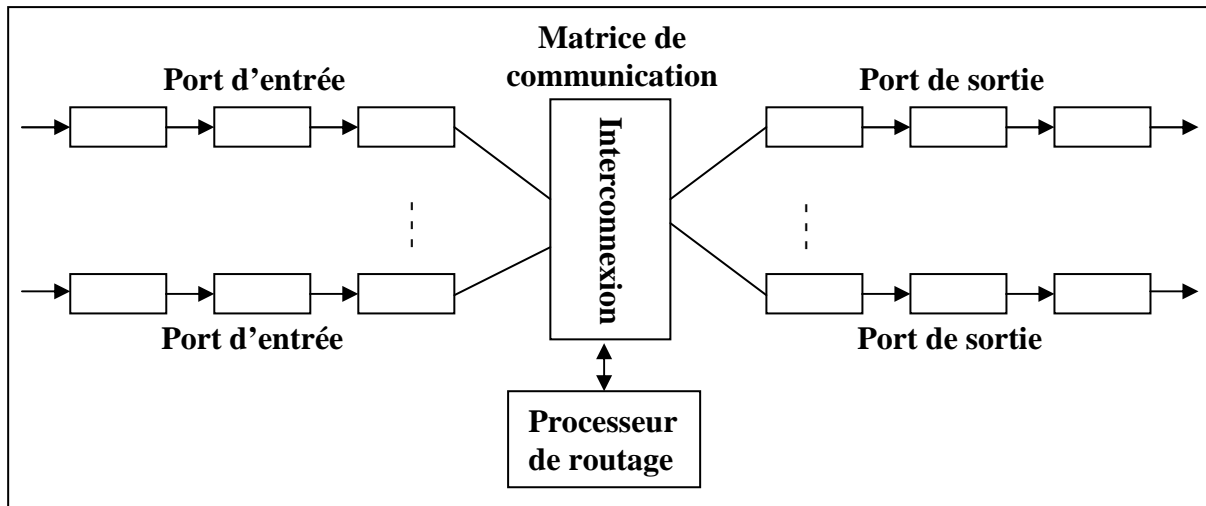 Matrice de
communication
Port d’entrée
Port de sortie
Interconnexion
Port d’entrée
Port de sortie
Processeur
de routage